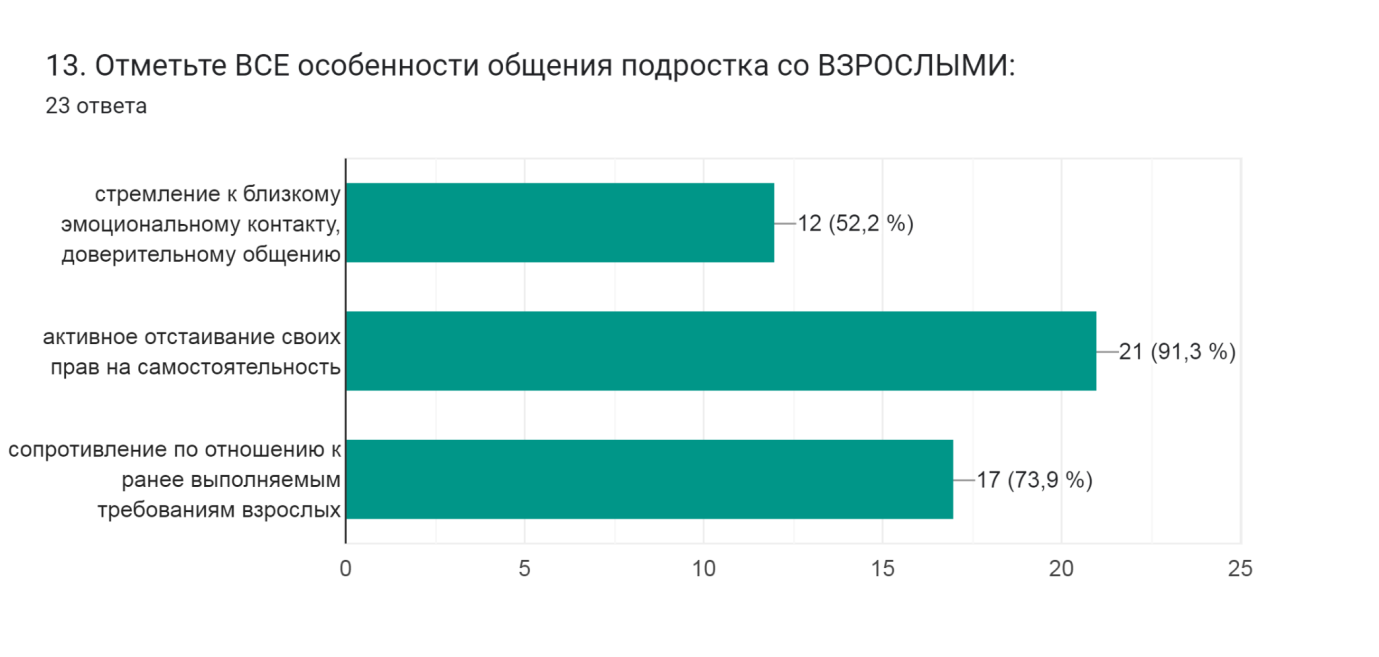 13. Отметьте ВСЕ особенности общения подростка со ВЗРОСЛЫМИ:
23 ответа
стремление к близкому
эмоциональному контакту,
доверительному общению
12 (52,2 %)
активное отстаивание своих
прав на самостоятельность
21 (91,3 %)
сопротивление по отношению к
ранее выполняемым
требованиям взрослых
17 (73,9 %)
0 5 10 15 20 25